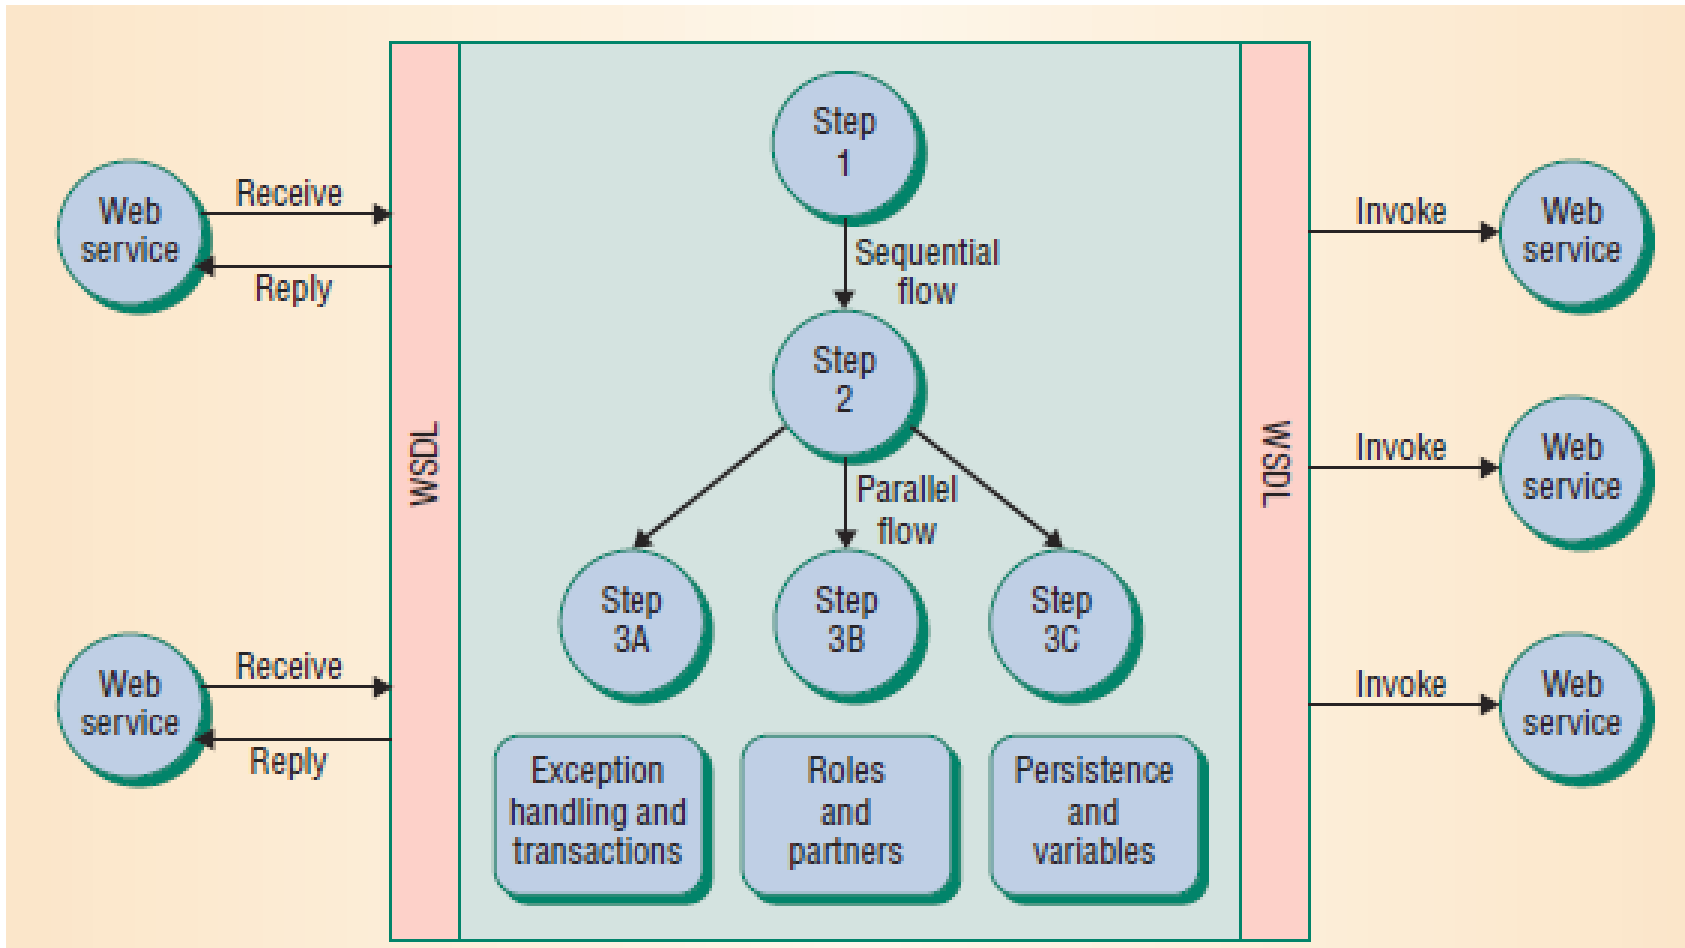 Web
service
Receive
Reply
Web
service
Receive
Reply
WSDL
Step
1
Sequential
flow
Step
2
Parallel
flow
Step
3A
Step
3B
Step
3C
Exception
handling and
transactions
Roles
and
partners
Persistence
and
variables
WSDL
Invoke
Web
service
Invoke
Web
service
Invoke
Web
service